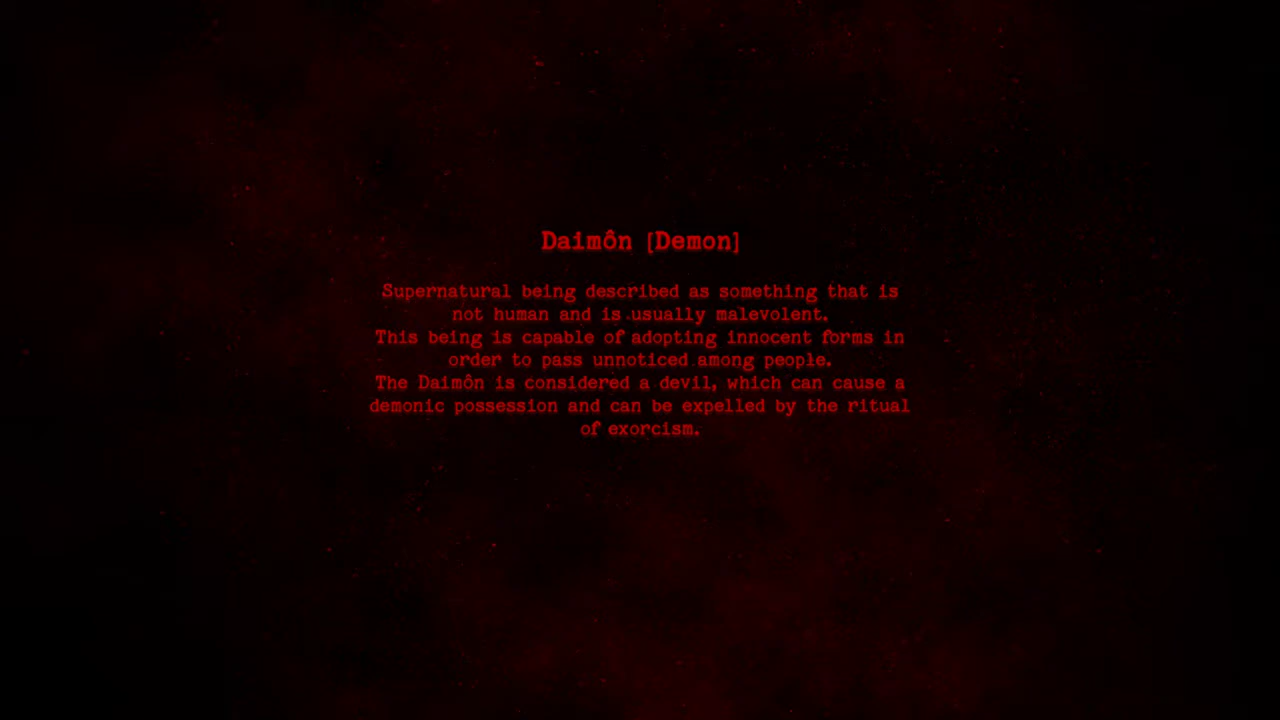 Daimôn [Demon]
Supernatural being described as something that is
not human and is usually malevolent.
This being is capable of adopting innocent forms in
order to pass unnoticed among people.
The Daimôn is considered a devil, which can cause a
demonic possession and can be expelled by the ritual
of exorcism.